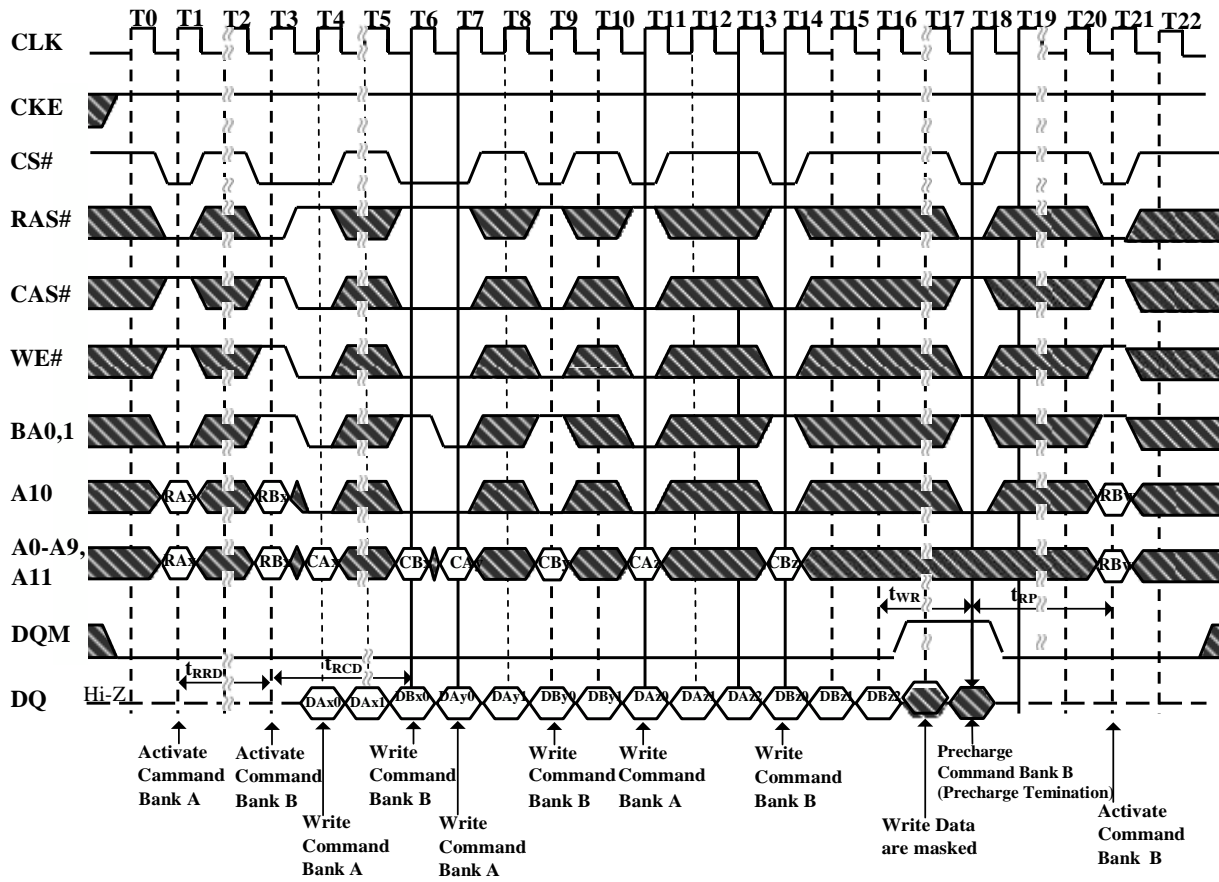 T0 T1 T2 T3 T4 T5 T6 T7 T8 T9 T10 T11 T12 T13 T14 T15 T16 T17 T18 T19 T20 T21 T22
CLK
CKE
CS#
RAS#
CAS#
WE#
BA0,1
A10 RAx RBx RBy
A0-A9,
A11 RAx RBx CAx CBx CAy CBy CAz CBz RBy
tWR tRP
DQM
tRRD tRCD
DQ Hi-Z DAx0 DAx1 DBx0 DAy0 DAy1 DBy0 DBy1 DAz0 DAz1 DAz2 DBz0 DBz1 DBz2
Activate
Cammand
Bank A
Activate
Command
Bank B
Write
Command
Bank A
Write
Command
Bank B
Write
Command
Bank A
Write
Command
Bank B
Write
Command
Bank A
Write
Command
Bank B
Write Data
are masked
Precharge
Command Bank B
(Precharge Temination)
Activate
Command
Bank B